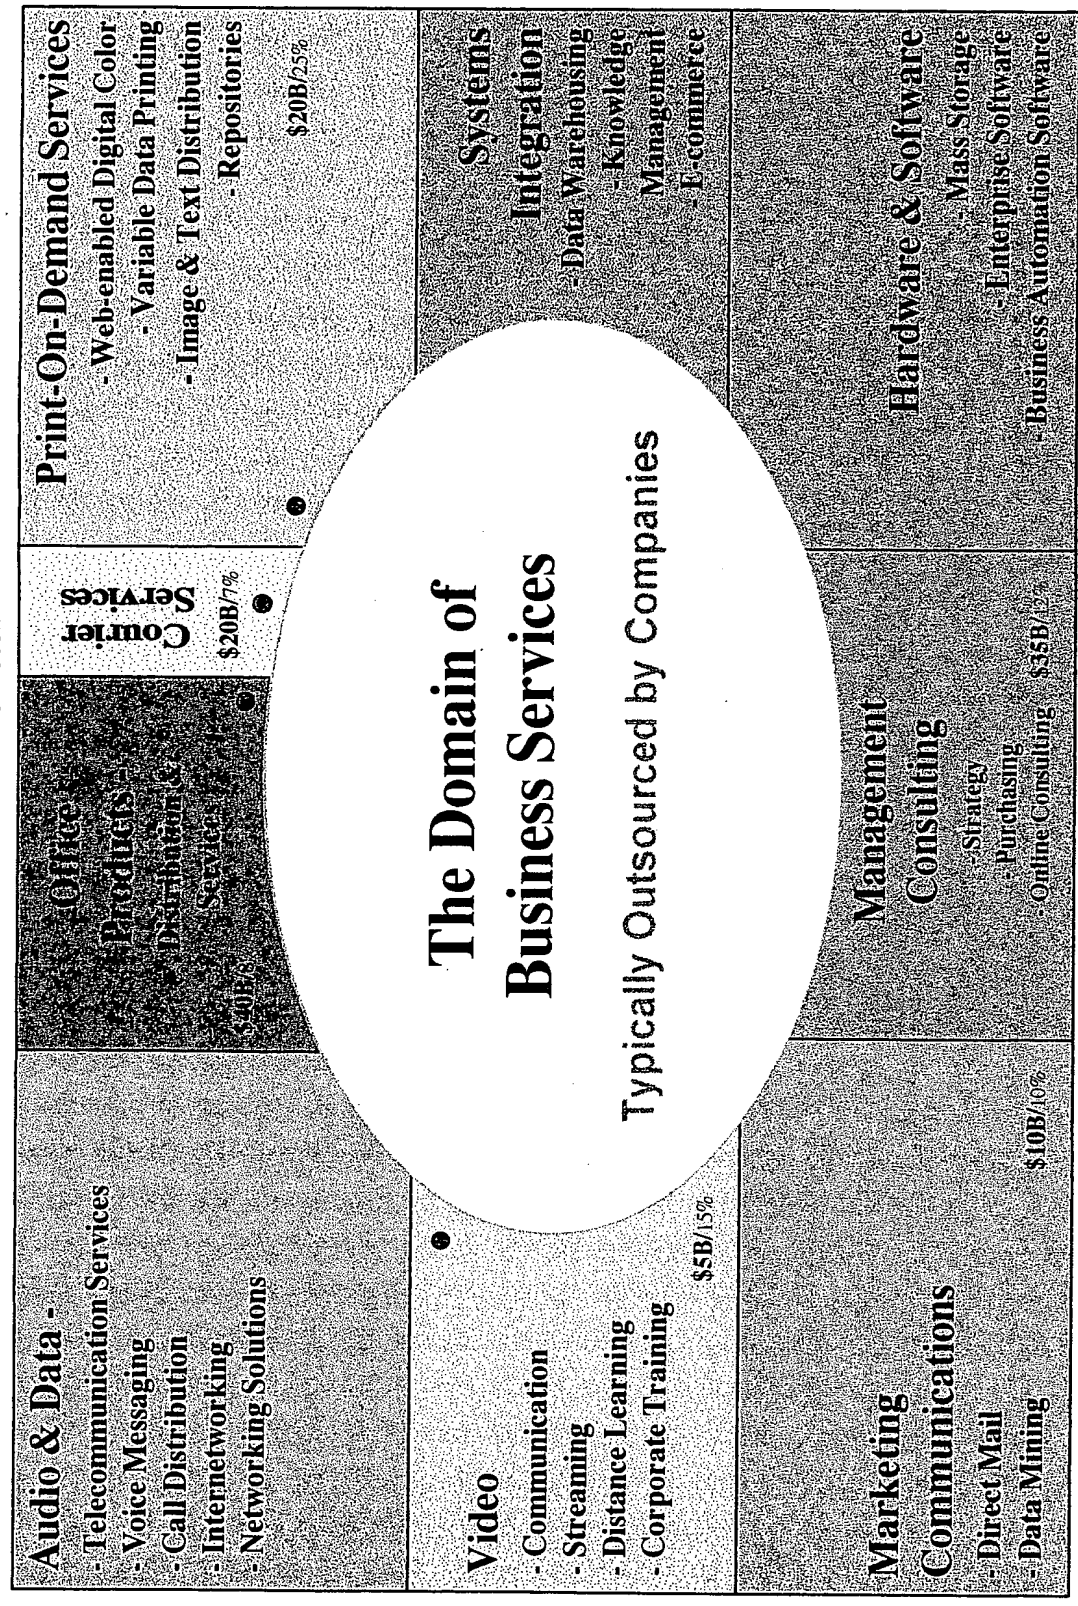 Audio & Data -
- Telecommunication Services
- Voice Messaging
- Call Distribution
- Internetworking
- Networking Solutions
Office
Products -
Distribution &
Services
Courier
Services
$20B/7%
Print-On-Demand Services
- Web-enabled Digital Color
- Variable Data Printing
- Image & Text Distribution
- Repositories
$20B/25%
Video
- Communication
- Streaming
- Distance Learning
- Corporate Training
$5B/15%
The Domain of
Business Services
Typically Outsourced by Companies
Systems
Integration
- Data Warehousing
- Knowledge
Management
- E-commerce
Marketing
Communications
- Direct Mail
- Data Mining
$10B/10%
Management
Consulting
- Strategy
- Purchasing
- Online Consulting $35B/12%
Hardware & Software
- Mass Storage
- Enterprise Software
- Business Automation Software